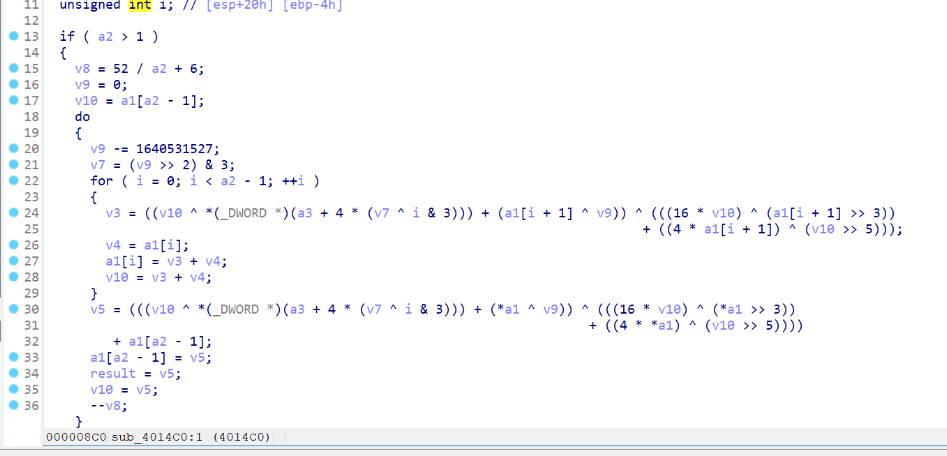 11 unsigned int i; // [esp+20h] [ebp-4h]
12
13 if ( a2 > 1 )
14 {
15 v8 = 52 / a2 + 6;
16 v9 = 0;
17 v10 = a1[a2 - 1];
18 do
19 {
20 v9 -= 1640531527;
21 v7 = (v9 >> 2) & 3;
22 for ( i = 0; i < a2 - 1; ++i )
23 {
24 v3 = ((v10 ^ *(_DWORD *)(a3 + 4 * (v7 ^ i & 3))) + (a1[i + 1] ^ v9)) ^ (((16 * v10) ^ (a1[i + 1] >> 3))
25 + ((4 * a1[i + 1]) ^ (v10 >> 5)));
26 v4 = a1[i];
27 a1[i] = v3 + v4;
28 v10 = v3 + v4;
29 }
30 v5 = (((v10 ^ *(_DWORD *)(a3 + 4 * (v7 ^ i & 3))) + (*a1 ^ v9)) ^ (((16 * v10) ^ (*a1 >> 3))
31 + ((4 * *a1) ^ (v10 >> 5))))
32 + a1[a2 - 1];
33 a1[a2 - 1] = v5;
34 result = v5;
35 v10 = v5;
36 --v8;
}
000008C0 sub_4014C0:1 (4014C0)